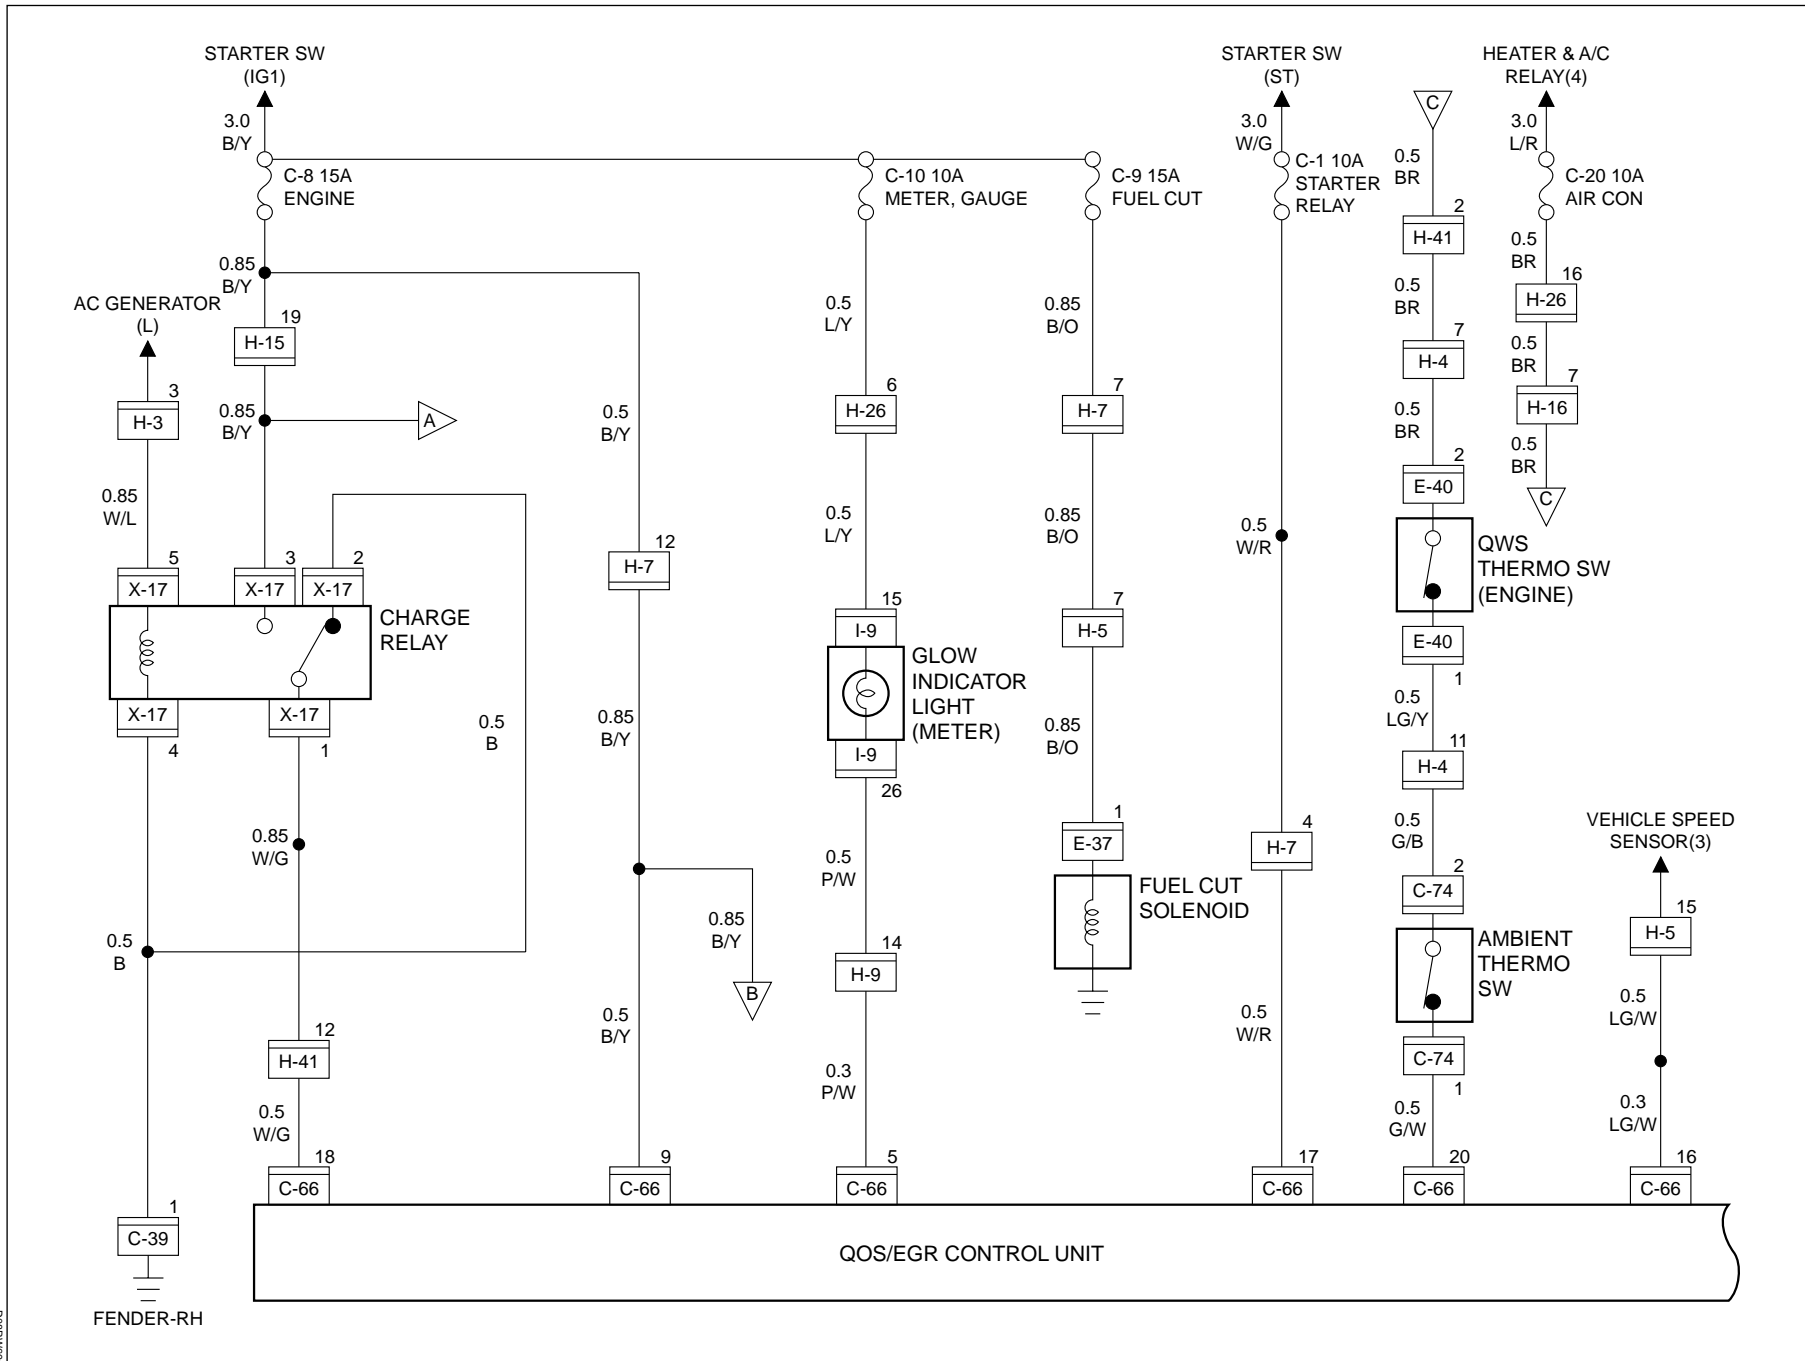 STARTER SW
(IG1)
3.0
B/Y
C-8 15A
ENGINE
0.85
B/Y
19
H-15
0.85
B/Y
A
AC GENERATOR
(L)
3
H-3
0.85
W/L
5
X-17
3
X-17
2
X-17
CHARGE
RELAY
X-17
4
X-17
1
0.5
B
0.85
W/G
0.5
B
12
H-41
0.5
W/G
18
C-66
1
C-39
FENDER-RH
0.5
B/Y
12
H-7
0.85
B/Y
0.85
B/Y
B
0.5
B/Y
9
C-66
C-10 10A
METER, GAUGE
0.5
L/Y
6
H-26
0.5
L/Y
15
I-9
GLOW
INDICATOR
LIGHT
(METER)
I-9
26
0.5
P/W
14
H-9
0.3
P/W
5
C-66
C-9 15A
FUEL CUT
0.85
B/O
7
H-7
0.85
B/O
7
H-5
0.85
B/O
1
E-37
FUEL CUT
SOLENOID
STARTER SW
(ST)
3.0
W/G
C-1 10A
STARTER
RELAY
0.5
W/R
4
H-7
0.5
W/R
17
C-66
C
0.5
BR
2
H-41
0.5
BR
7
H-4
0.5
BR
2
E-40
QWS
THERMO SW
(ENGINE)
E-40
1
0.5
LG/Y
11
H-4
0.5
G/B
2
C-74
AMBIENT
THERMO
SW
C-74
1
0.5
G/W
20
C-66
HEATER & A/C
RELAY(4)
3.0
L/R
C-20 10A
AIR CON
0.5
BR
16
H-26
0.5
BR
7
H-16
0.5
BR
C
VEHICLE SPEED
SENSOR(3)
15
H-5
0.5
LG/W
0.3
LG/W
16
C-66
QOS/EGR CONTROL UNIT